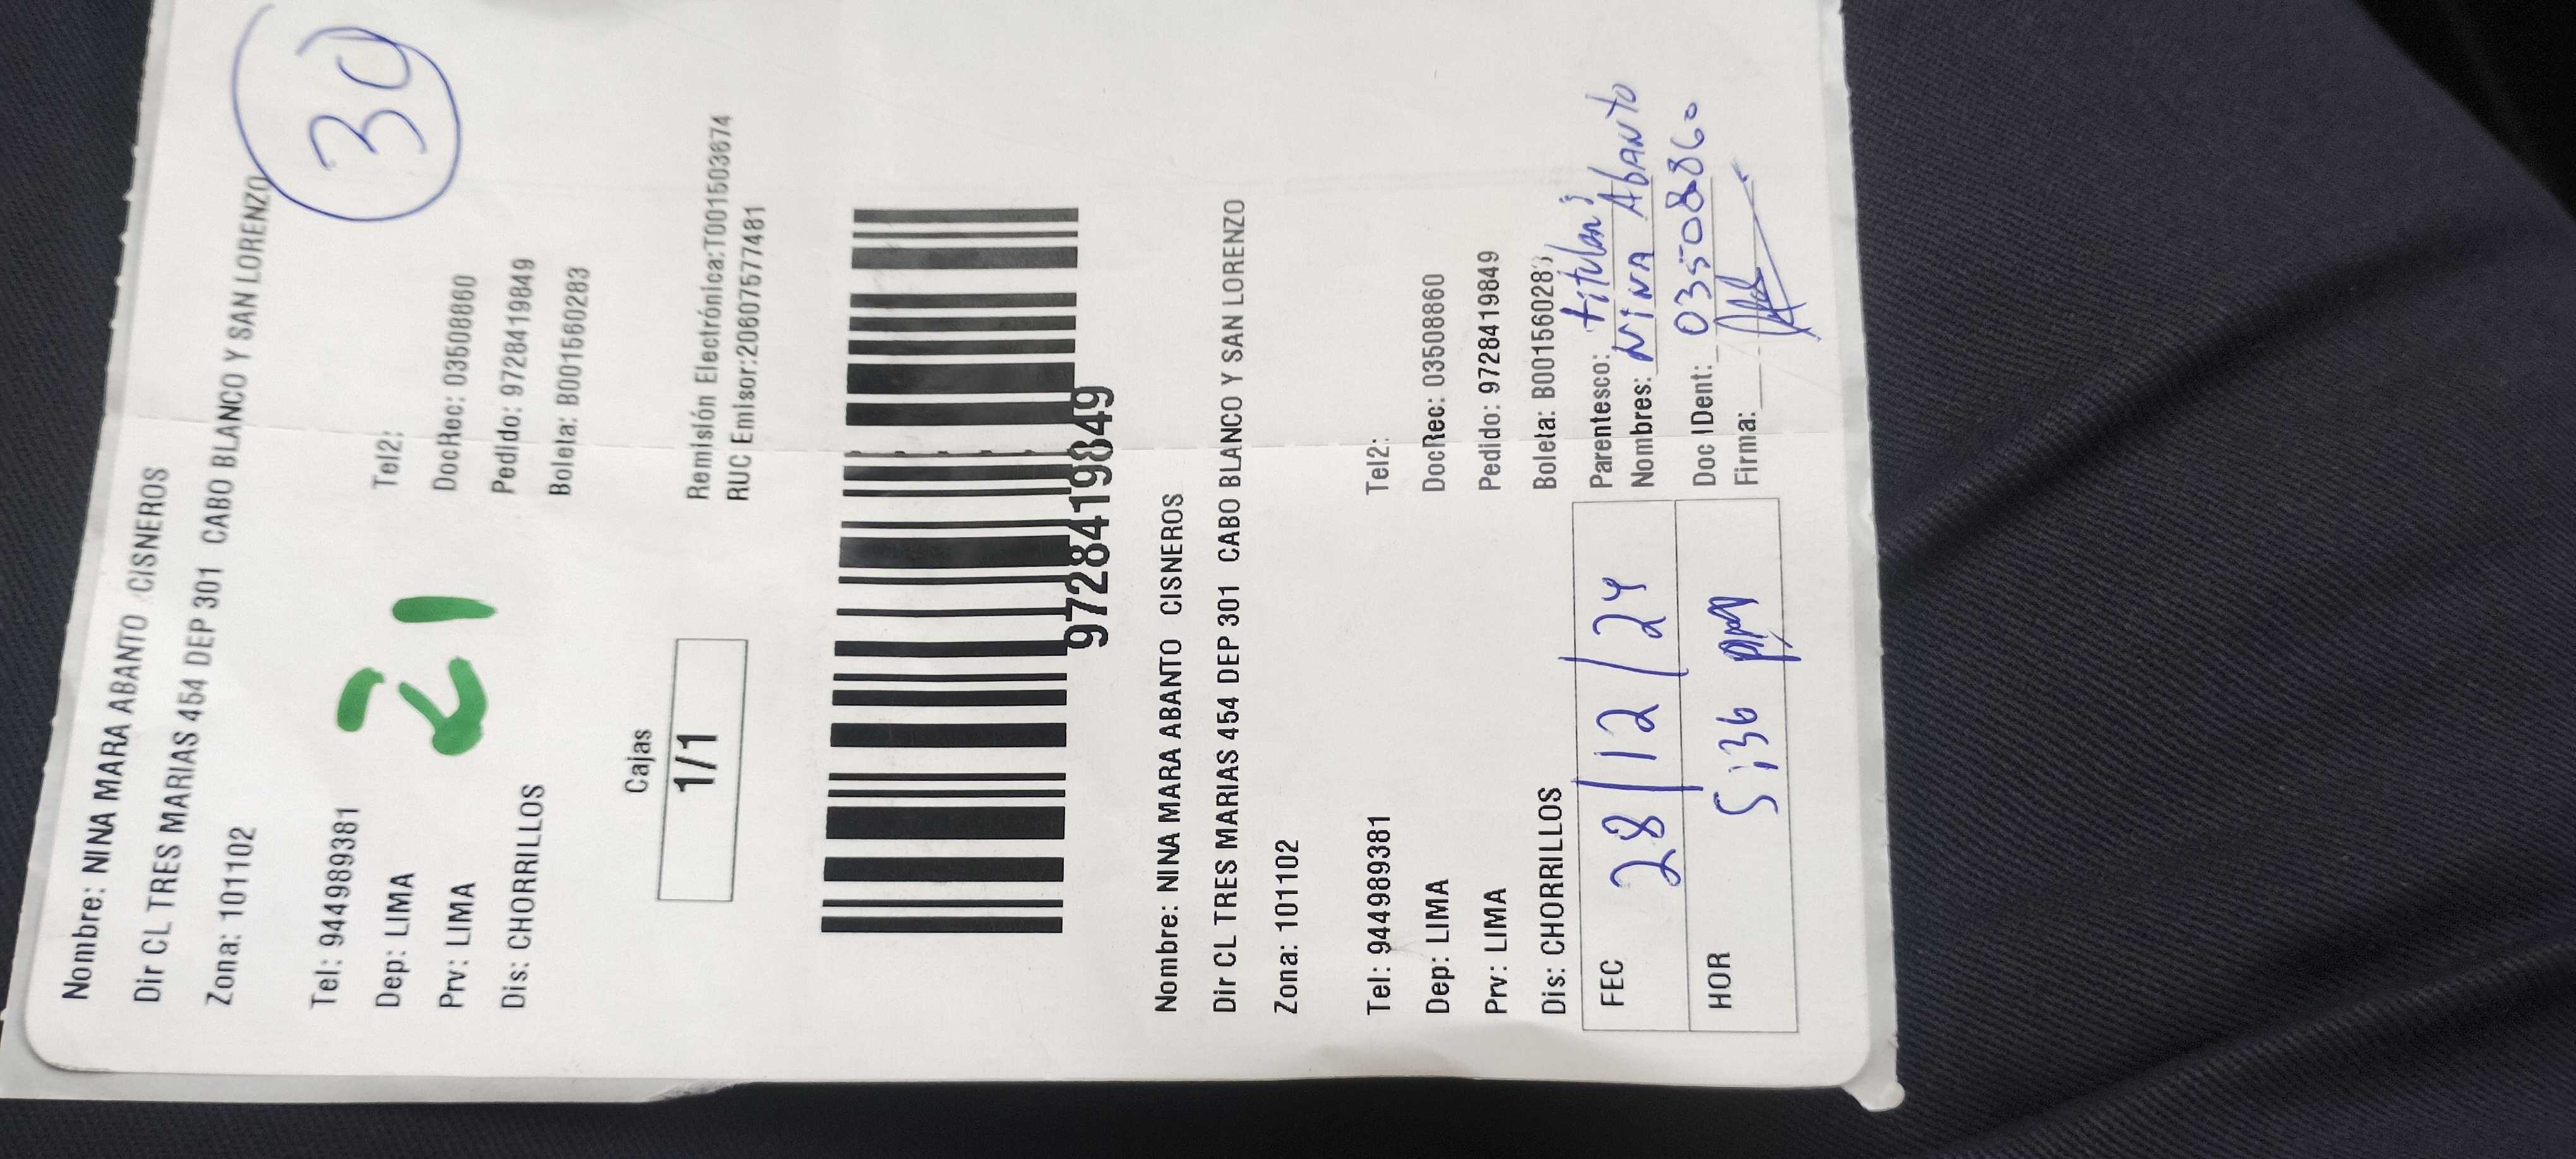 Nombre: NINA MARA ABANTO CISNEROS
Dir CL TRES MARIAS 454 DEP 301 CABO BLANCO Y SAN LORENZO
Zona: 101102
30
Tel: 944989381 Tel2:
Dep: LIMA DocRec: 03508860
Prv: LIMA Pedido: 9728419849
Dis: CHORRILLOS Boleta: B001560283
21
Cajas
1/1
Remisión Electrónica:T001503674
RUC Emisor:20607577481
9728419849
Nombre: NINA MARA ABANTO CISNEROS
Dir CL TRES MARIAS 454 DEP 301 CABO BLANCO Y SAN LORENZO
Zona: 101102
Tel: 944989381 Tel2:
Dep: LIMA DocRec: 03508860
Prv: LIMA Pedido: 9728419849
Dis: CHORRILLOS Boleta: B001560283
FEC 28/12/24 Parentesco: titular
Nombres: NINA AbANTO
HOR 5:36 pm Doc IDent: 03508860
Firma: